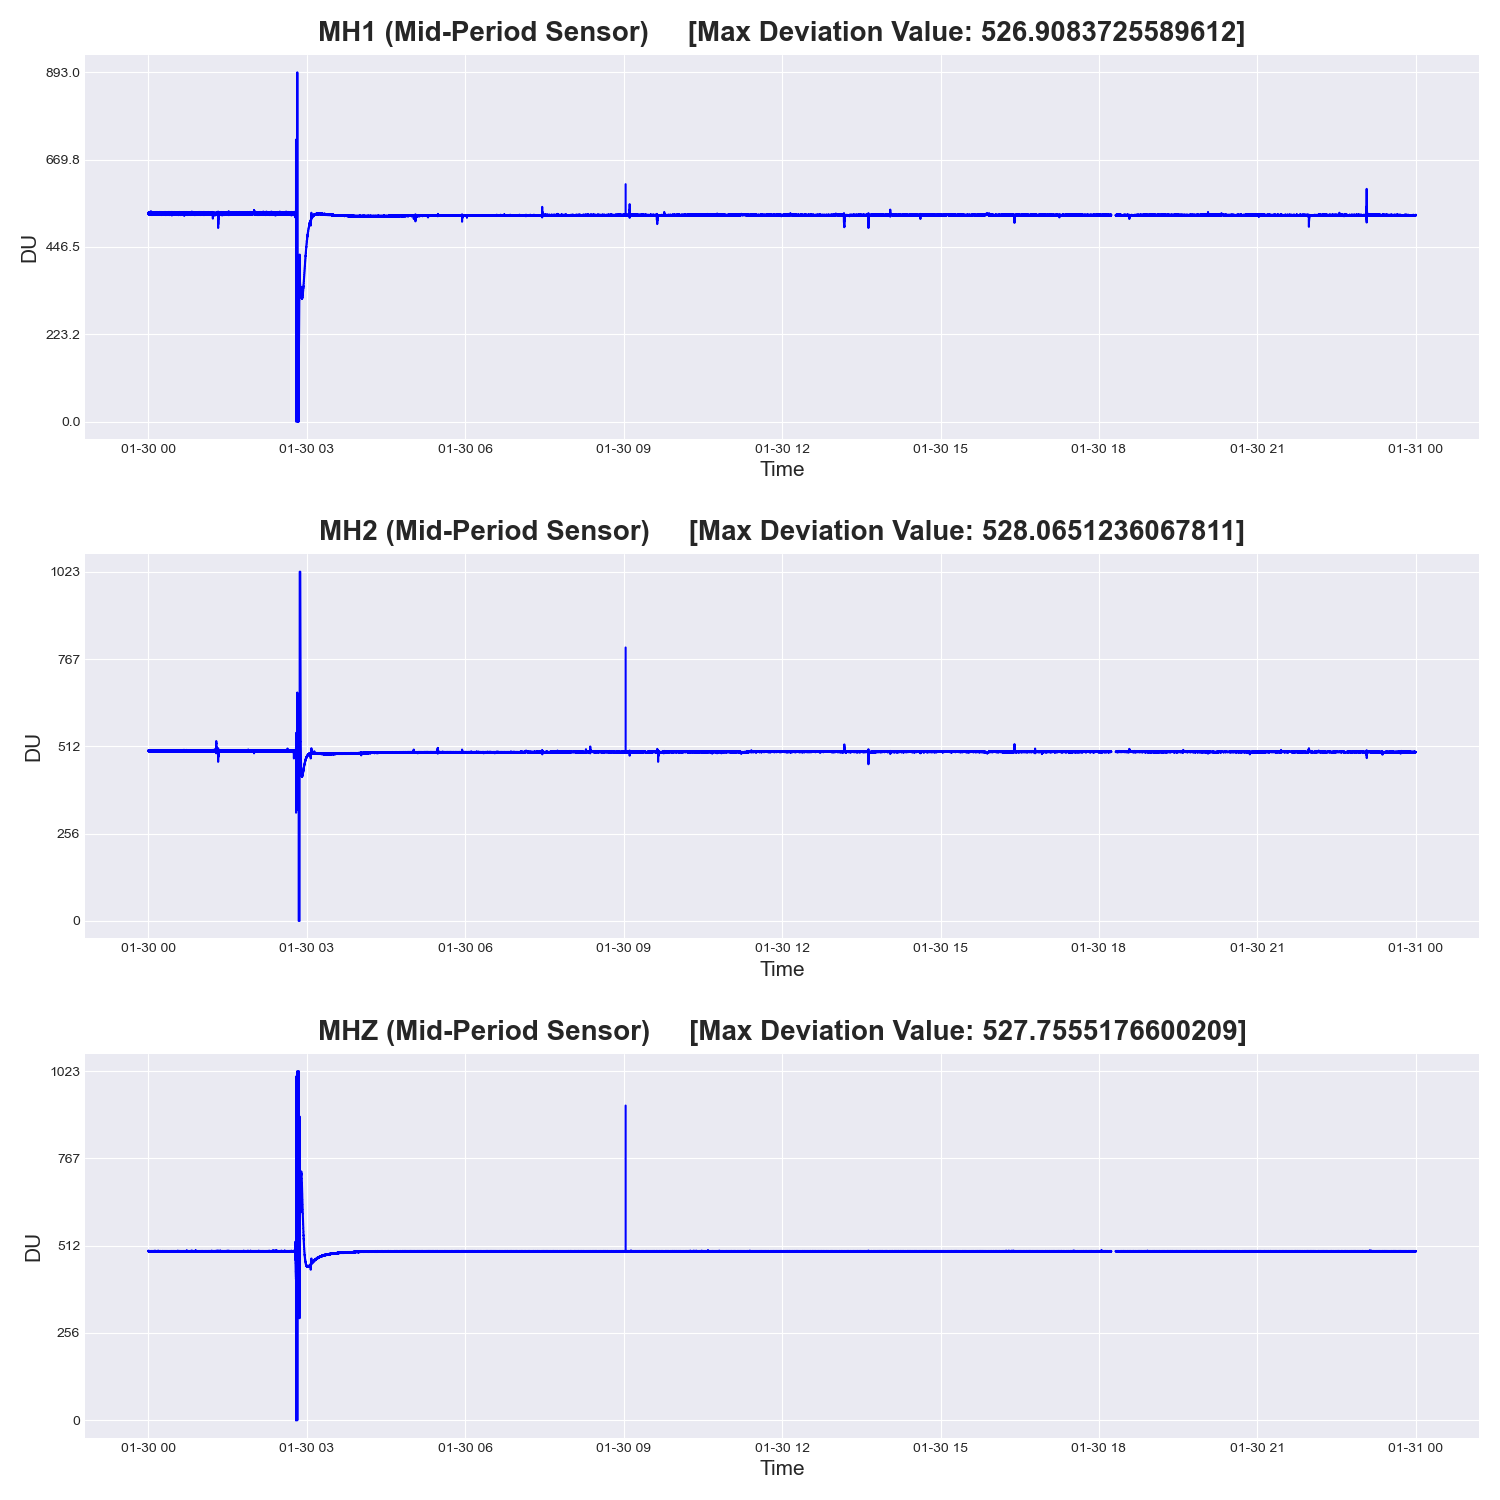 MH1 (Mid-Period Sensor) [Max Deviation Value: 526.9083725589612]
893.0
669.8
446.5
223.2
0.0
DU
01-30 00 01-30 03 01-30 06 01-30 09 01-30 12 01-30 15 01-30 18 01-30 21 01-31 00
Time
MH2 (Mid-Period Sensor) [Max Deviation Value: 528.0651236067811]
1023
767
512
256
0
DU
01-30 00 01-30 03 01-30 06 01-30 09 01-30 12 01-30 15 01-30 18 01-30 21 01-31 00
Time
MHZ (Mid-Period Sensor) [Max Deviation Value: 527.7555176600209]
1023
767
512
256
0
DU
01-30 00 01-30 03 01-30 06 01-30 09 01-30 12 01-30 15 01-30 18 01-30 21 01-31 00
Time